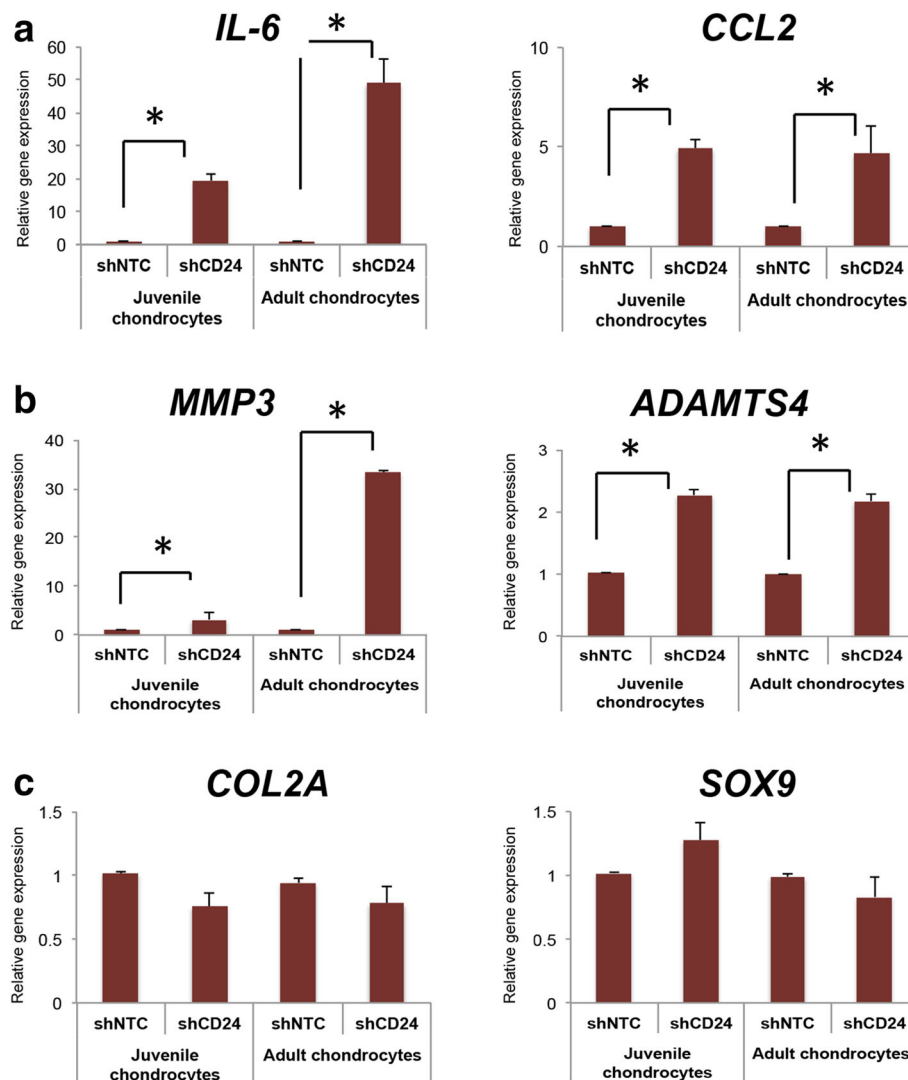 a
IL-6
Relative gene expression
60
50
40
30
20
10
0
*
*
shNTC shCD24 shNTC shCD24
Juvenile chondrocytes Adult chondrocytes
CCL2
Relative gene expression
10
5
0
*
*
shNTC shCD24 shNTC shCD24
Juvenile chondrocytes Adult chondrocytes
b
MMP3
Relative gene expression
40
30
20
10
0
*
*
shNTC shCD24 shNTC shCD24
Juvenile chondrocytes Adult chondrocytes
ADAMTS4
Relative gene expression
3
2
1
0
*
*
shNTC shCD24 shNTC shCD24
Juvenile chondrocytes Adult chondrocytes
c
COL2A
Relative gene expression
1.5
1
0.5
0
shNTC shCD24 shNTC shCD24
Juvenile chondrocytes Adult chondrocytes
SOX9
Relative gene expression
1.5
1
0.5
0
shNTC shCD24 shNTC shCD24
Juvenile chondrocytes Adult chondrocytes